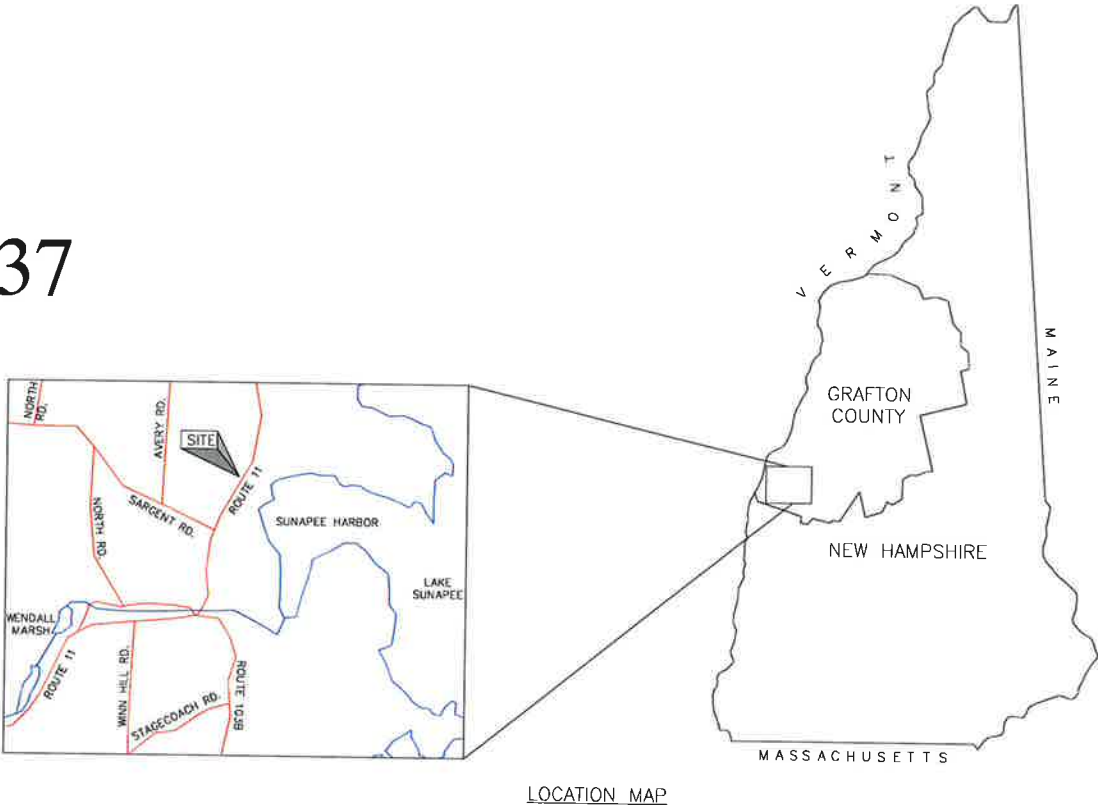 37
NORTH
RD.
AVERY RD.
SITE
ROUTE 11
SARGENT RD.
NORTH RD.
SUNAPEE HARBOR
LAKE
SUNAPEE
WENDALL
MARSH
ROUTE 11
WINN HILL RD.
STAGECOACH RD.
ROUTE 103B
VERMONT
MAINE
GRAFTON
COUNTY
NEW HAMPSHIRE
MASSACHUSETTS
LOCATION MAP